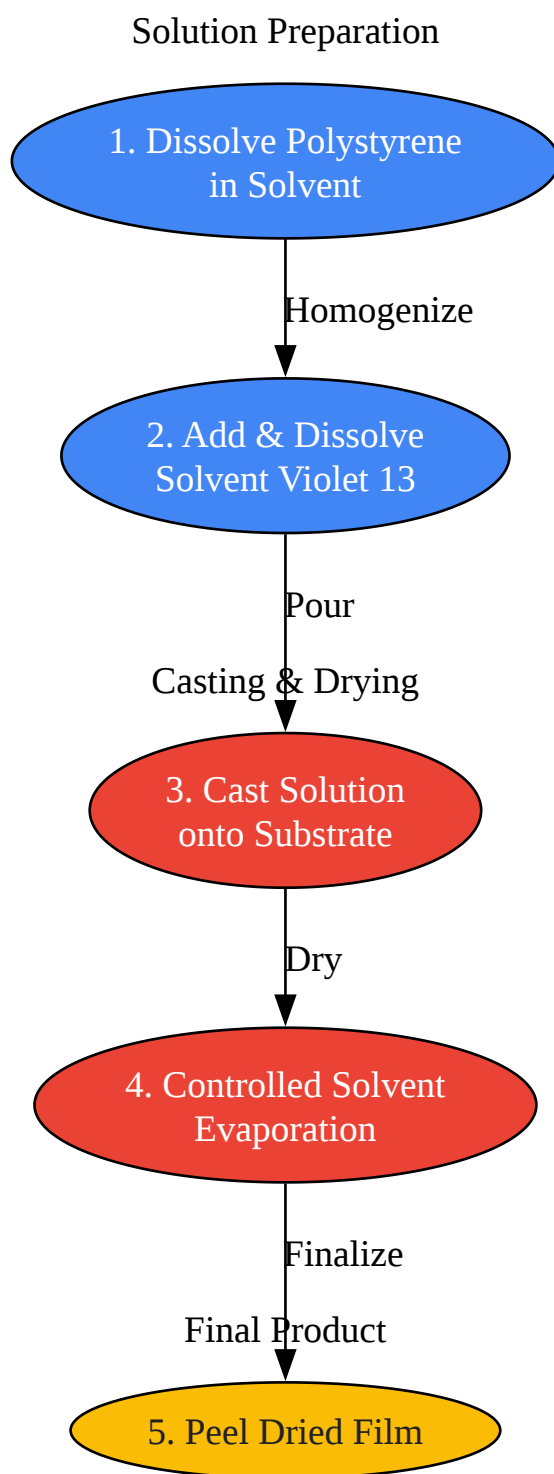 Solution Preparation
1. Dissolve Polystyrene
in Solvent
Homogenize
2. Add & Dissolve
Solvent Violet 13
Pour
Casting & Drying
3. Cast Solution
onto Substrate
Dry
4. Controlled Solvent
Evaporation
Finalize
Final Product
5. Peel Dried Film